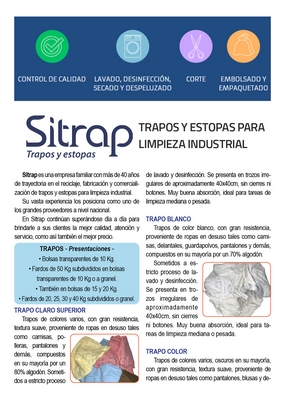 CONTROL DE CALIDAD
LAVADO, DESINFECCIÓN,
SECADO Y DESPELUZADO
CORTE
EMBOLSADO Y
EMPAQUETADO
Sitrap
Trapos y estopas
TRAPOS Y ESTOPAS PARA
LIMPIEZA INDUSTRIAL
Sitrap es una empresa familiar con más de 40 años
de trayectoria en el reciclaje, fabricación y comerciali-
zación de trapos y estopas para limpieza industrial.
Su vasta experiencia los posiciona como uno de
los grandes proveedores a nivel nacional.
En Sitrap continúan superándose día a día para
brindarle a sus clientes la mejor calidad, atención y
servicio, como así también el mejor precio.
TRAPOS - Presentaciones -
• Bolsas transparentes de 10 Kg.
• Fardos de 50 Kg subdivididos en bolsas
transparentes de 10 Kg o a granel.
• También en bolsas de 15 y 20 Kg.
• Fardos de 20, 25, 30 y 40 Kg subdivididos o granel.
TRAPO CLARO SUPERIOR
Trapos de colores varios, con gran resistencia,
textura suave, proveniente de ropas en desuso tales
como camisas, po-
lleras, pantalones y
demás, compuestos
en su mayoría por un
80% algodón. Someti-
dos a estricto proceso
de lavado y desinfección. Se presenta en trozos irre-
gulares de aproximadamente 40x40cm, sin cierres ni
botones. Muy buena absorción, ideal para tareas de
limpieza mediana o pesada.
TRAPO BLANCO
Trapos de color blanco, con gran resistencia,
proveniente de ropas en desuso tales como cami-
sas, delantales, guardapolvos, pantalones y demás,
compuestos en su mayoría por un 70% algodón.
Sometidos a es-
tricto proceso de la-
vado y desinfección.
Se presenta en tro-
zos irregulares de
aproximadamente
40x40cm, sin cierres
ni botones. Muy buena absorción, ideal para tá-
reas de limpieza mediana o pesada.
TRAPO COLOR
Trapos de colores varios, oscuros en su mayoría,
con gran resistencia, textura suave, proveniente de
ropas en desuso tales como pantalones, blusas y de-